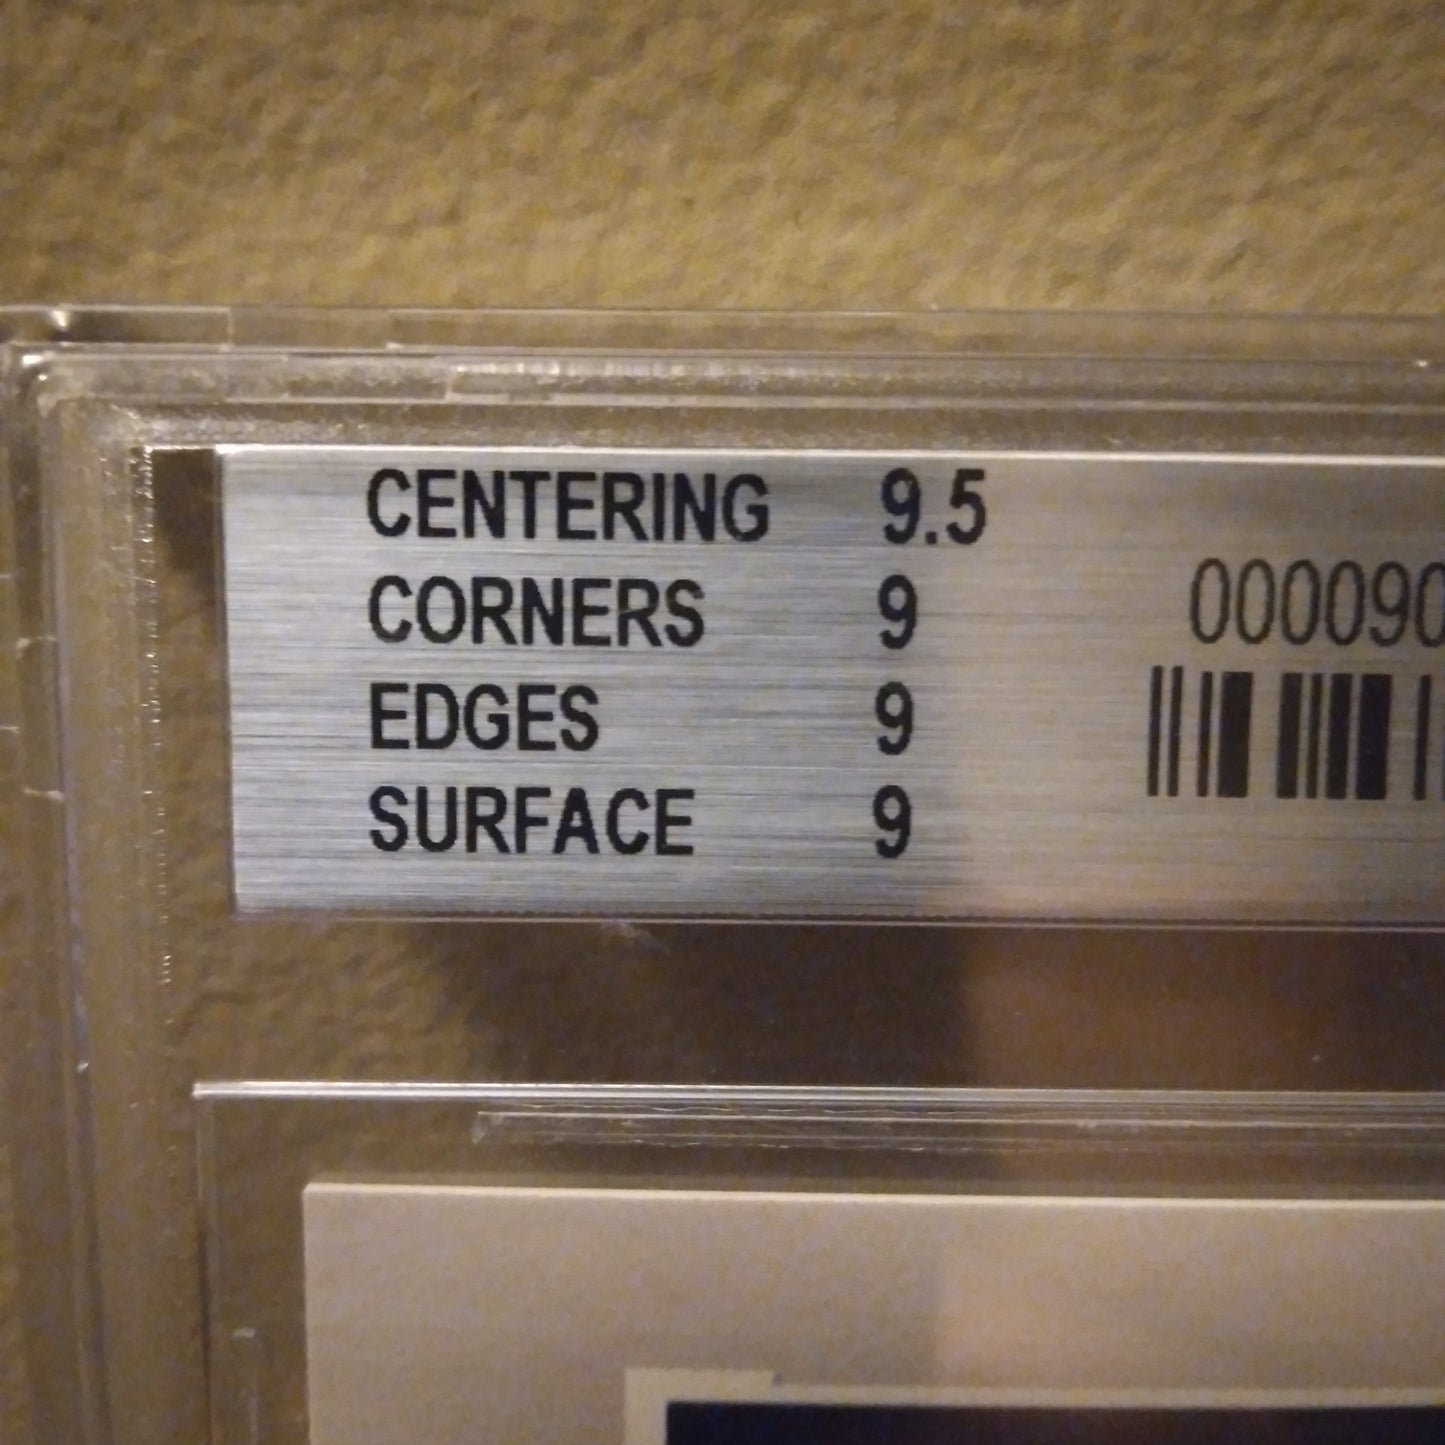 CENTERING 9.5
CORNERS 9
EDGES 9
SURFACE 9
000090